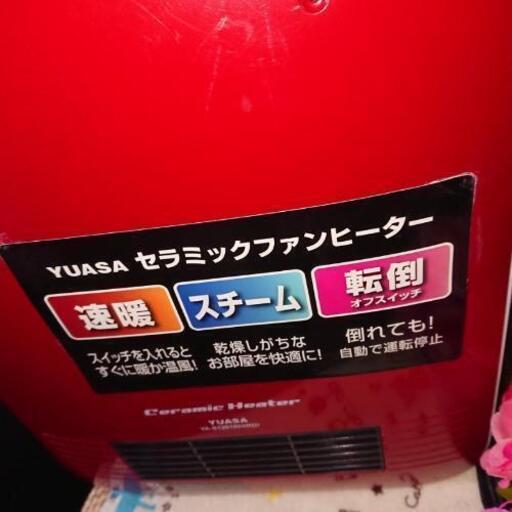 YUASA セラミックファンヒーター
速暖
スチーム
転倒
オフスイッチ
スイッチを入れると
すぐに暖か温風!
乾燥しがちな
お部屋を快適に!
倒れても!
自動で運転停止
Ceramic Heater
YUASA